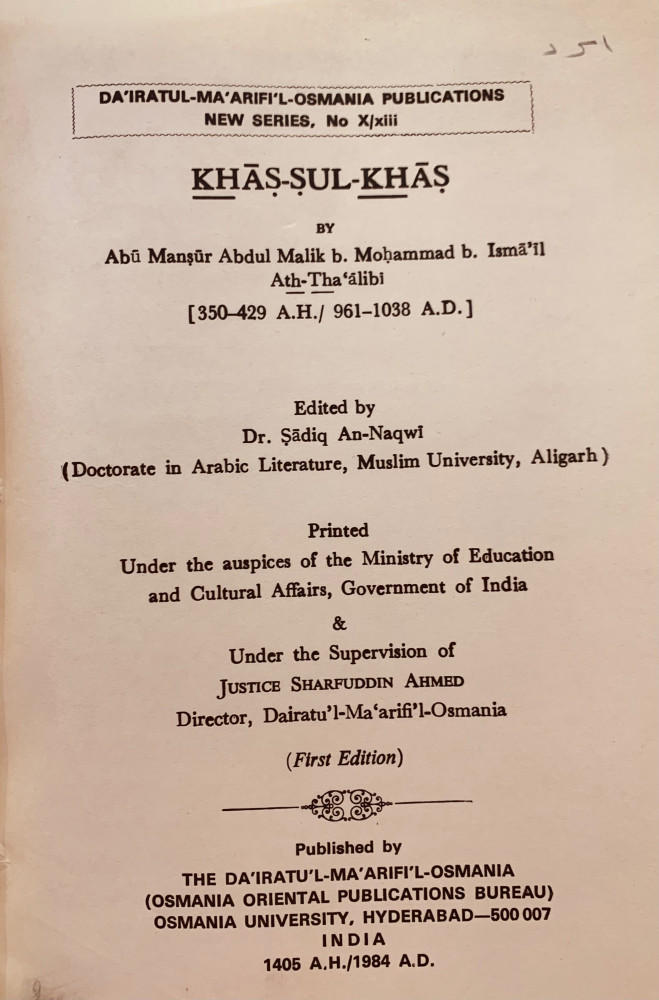 DA'IRATUL-MA'ARIFI'L-OSMANIA PUBLICATIONS
NEW SERIES, No X/xiii
KHĀṢ-ṢUL-KHĀṢ
BY
Abū Manṣūr Abdul Malik b. Moḥammad b. Ismā'īl
Ath-Tha‘ālibī
[350–429 A.H./ 961–1038 A.D.]
Edited by
Dr. Ṣādiq An-Naqwī
(Doctorate in Arabic Literature, Muslim University, Aligarh)
Printed
Under the auspices of the Ministry of Education
and Cultural Affairs, Government of India
&
Under the Supervision of
JUSTICE SHARFUDDIN AHMED
Director, Dairatu'l-Ma‘arifi'l-Osmania
(First Edition)
Published by
THE DA'IRATU'L-MA'ARIFI'L-OSMANIA
(OSMANIA ORIENTAL PUBLICATIONS BUREAU)
OSMANIA UNIVERSITY, HYDERABAD—500 007
INDIA
1405 A.H./1984 A.D.